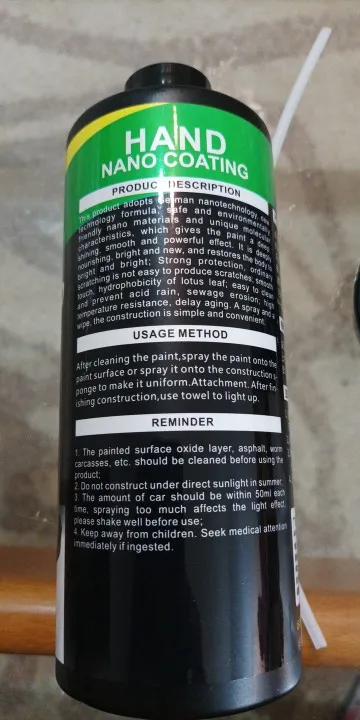 HAND
NANO COATING
PRODUC DESCRIPTION
This product adopts German nanotechnology, new
technology formula, safe and environmentally
friendly nano materials and unique molecular
characteristics, which gives the paint a deep
shining, smooth and powerful effect. It is deeply
nourishing, bright and new, and restores the body to
bright and bright; Strong protection, ordinary
scratching is not easy to produce scratches, smooth
touch, hydrophobicity of lotus leaf; easy to clean
and prevent acid rain, sewage erosion; high
temperature resistance, delay aging. A spray and a
wipe, the construction is simple and convenient.
USAGE METHOD
After cleaning the paint,spray the paint onto the
paint surface or spray it onto the construction s
ponge to make it uniform.Attachment. After fin
ishing construction,use towel to light up.
REMINDER
1. The painted surface oxide layer, asphalt, worm
carcasses, etc. should be cleaned before using the
product;
2. Do not construct under direct sunlight in summer;
3. The amount of car should be within 50ml each
time, spraying too much affects the light effect,
please shake well before use;
4. Keep away from children. Seek medical attention
immediately if ingested.